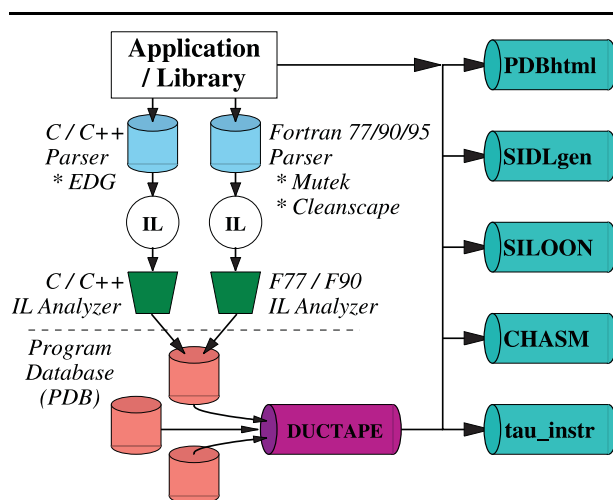 Application
/ Library
PDBhtml
C / C++
Parser
* EDG
Fortran 77/90/95
Parser
* Mutek
* Cleanscape
SIDLgen
IL
IL
SILOON
C / C++
IL Analyzer
F77 / F90
IL Analyzer
CHASM
Program
Database
(PDB)
DUCTAPE
tau_instr